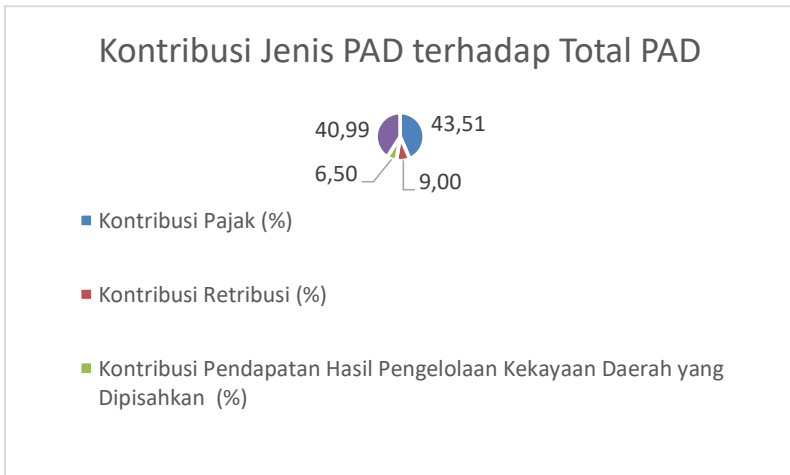 Kontribusi Jenis PAD terhadap Total PAD
40,99
43,51
6,50
9,00
Kontribusi Pajak (%)
Kontribusi Retribusi (%)
Kontribusi Pendapatan Hasil Pengelolaan Kekayaan Daerah yang
Dipisahkan (%)